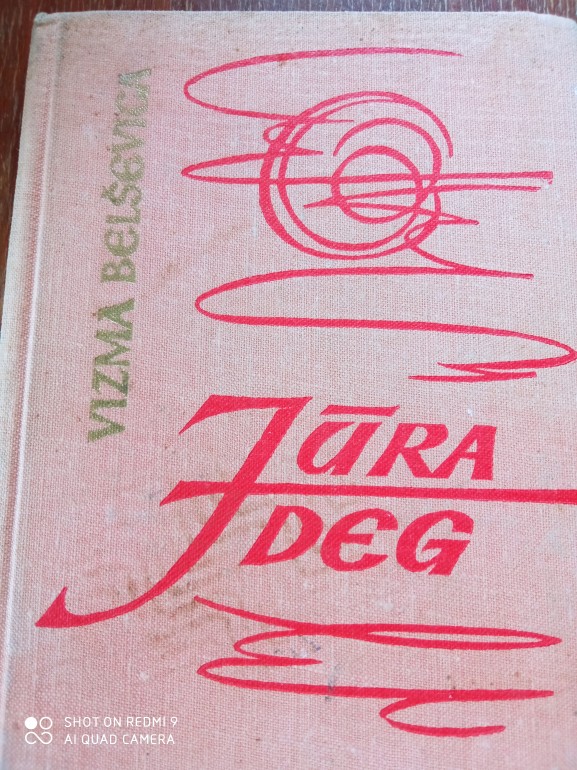 VIZMA BELŠEVICA
JŪRA
DEG
SHOT ON REDMI 9
AI QUAD CAMERA